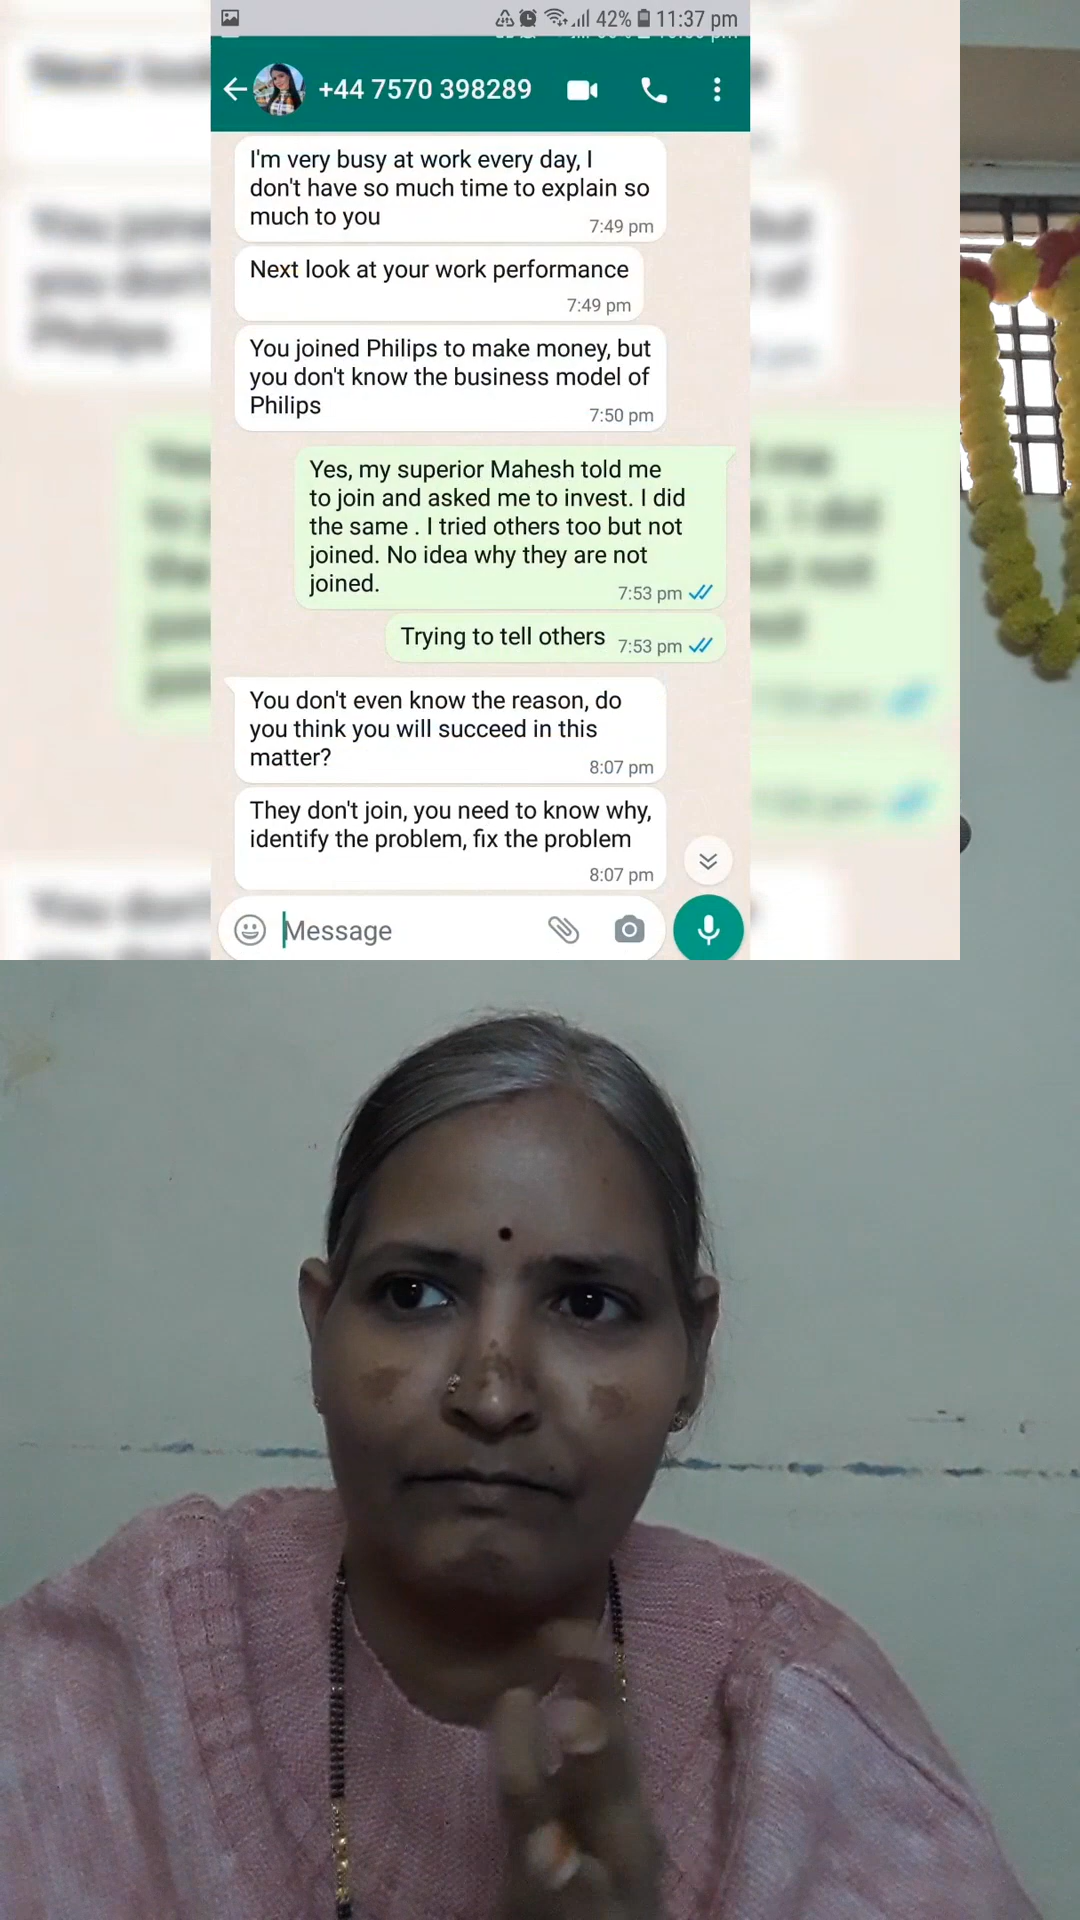 42% 11:37 pm
+44 7570 398289
I'm very busy at work every day, I
don't have so much time to explain so
much to you
7:49 pm
Next look at your work performance
7:49 pm
You joined Philips to make money, but
you don't know the business model of
Philips
7:50 pm
Yes, my superior Mahesh told me
to join and asked me to invest. I did
the same . I tried others too but not
joined. No idea why they are not
joined.
7:53 pm
Trying to tell others 7:53 pm
You don't even know the reason, do
you think you will succeed in this
matter?
8:07 pm
They don't join, you need to know why,
identify the problem, fix the problem
8:07 pm
Message